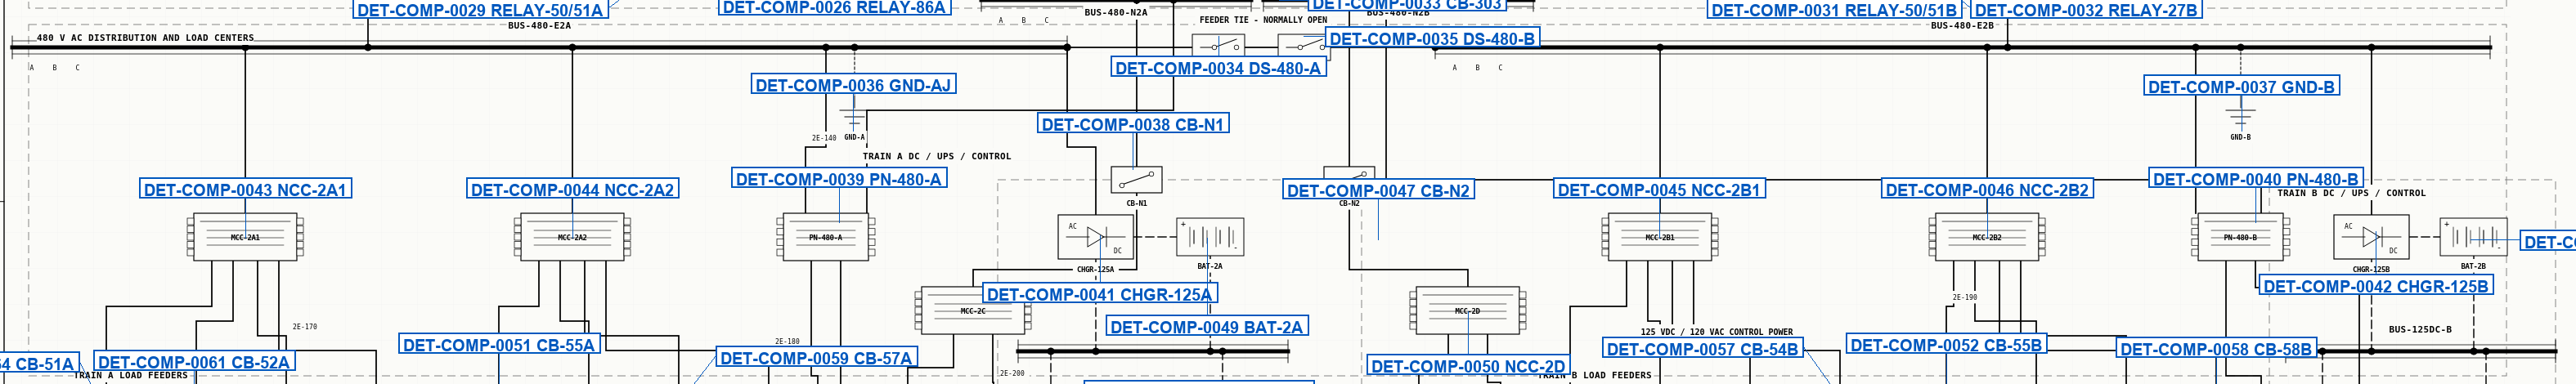 DET-COMP-0029 RELAY-50/51A
DET-COMP-0026 RELAY-86A
BUS-480-N2A
DET-COMP-0033 CB-303
BUS-480-N2B
DET-COMP-0031 RELAY-50/51B
DET-COMP-0032 RELAY-27B
A B C
FEEDER TIE - NORMALLY OPEN
BUS-480-E2A
BUS-480-E2B
480 V AC DISTRIBUTION AND LOAD CENTERS
DET-COMP-0035 DS-480-B
A B C
DET-COMP-0034 DS-480-A
A B C
DET-COMP-0036 GND-AJ
DET-COMP-0037 GND-B
DET-COMP-0038 CB-N1
2E-140
GND-A
GND-B
TRAIN A DC / UPS / CONTROL
DET-COMP-0043 NCC-2A1
DET-COMP-0044 NCC-2A2
DET-COMP-0039 PN-480-A
DET-COMP-0047 CB-N2
DET-COMP-0045 NCC-2B1
DET-COMP-0046 NCC-2B2
DET-COMP-0040 PN-480-B
TRAIN B DC / UPS / CONTROL
CB-N1
CB-N2
AC
DC
AC
DC
MCC-2A1
MCC-2A2
PN-480-A
MCC-2B1
MCC-2B2
PN-480-B
CHGR-125A
BAT-2A
CHGR-125B
BAT-2B
DET-COMP-0041 CHGR-125A
DET-COMP-0042 CHGR-125B
2E-190
MCC-2C
MCC-2D
2E-170
DET-COMP-0049 BAT-2A
125 VDC / 120 VAC CONTROL POWER
BUS-125DC-B
2E-180
DET-COMP-0051 CB-55A
DET-COMP-0057 CB-54B
DET-COMP-0052 CB-55B
DET-COMP-0058 CB-58B
4 CB-51A
DET-COMP-0061 CB-52A
DET-COMP-0059 CB-57A
DET-COMP-0050 NCC-2D
TRAIN A LOAD FEEDERS
2E-200
TRAIN B LOAD FEEDERS